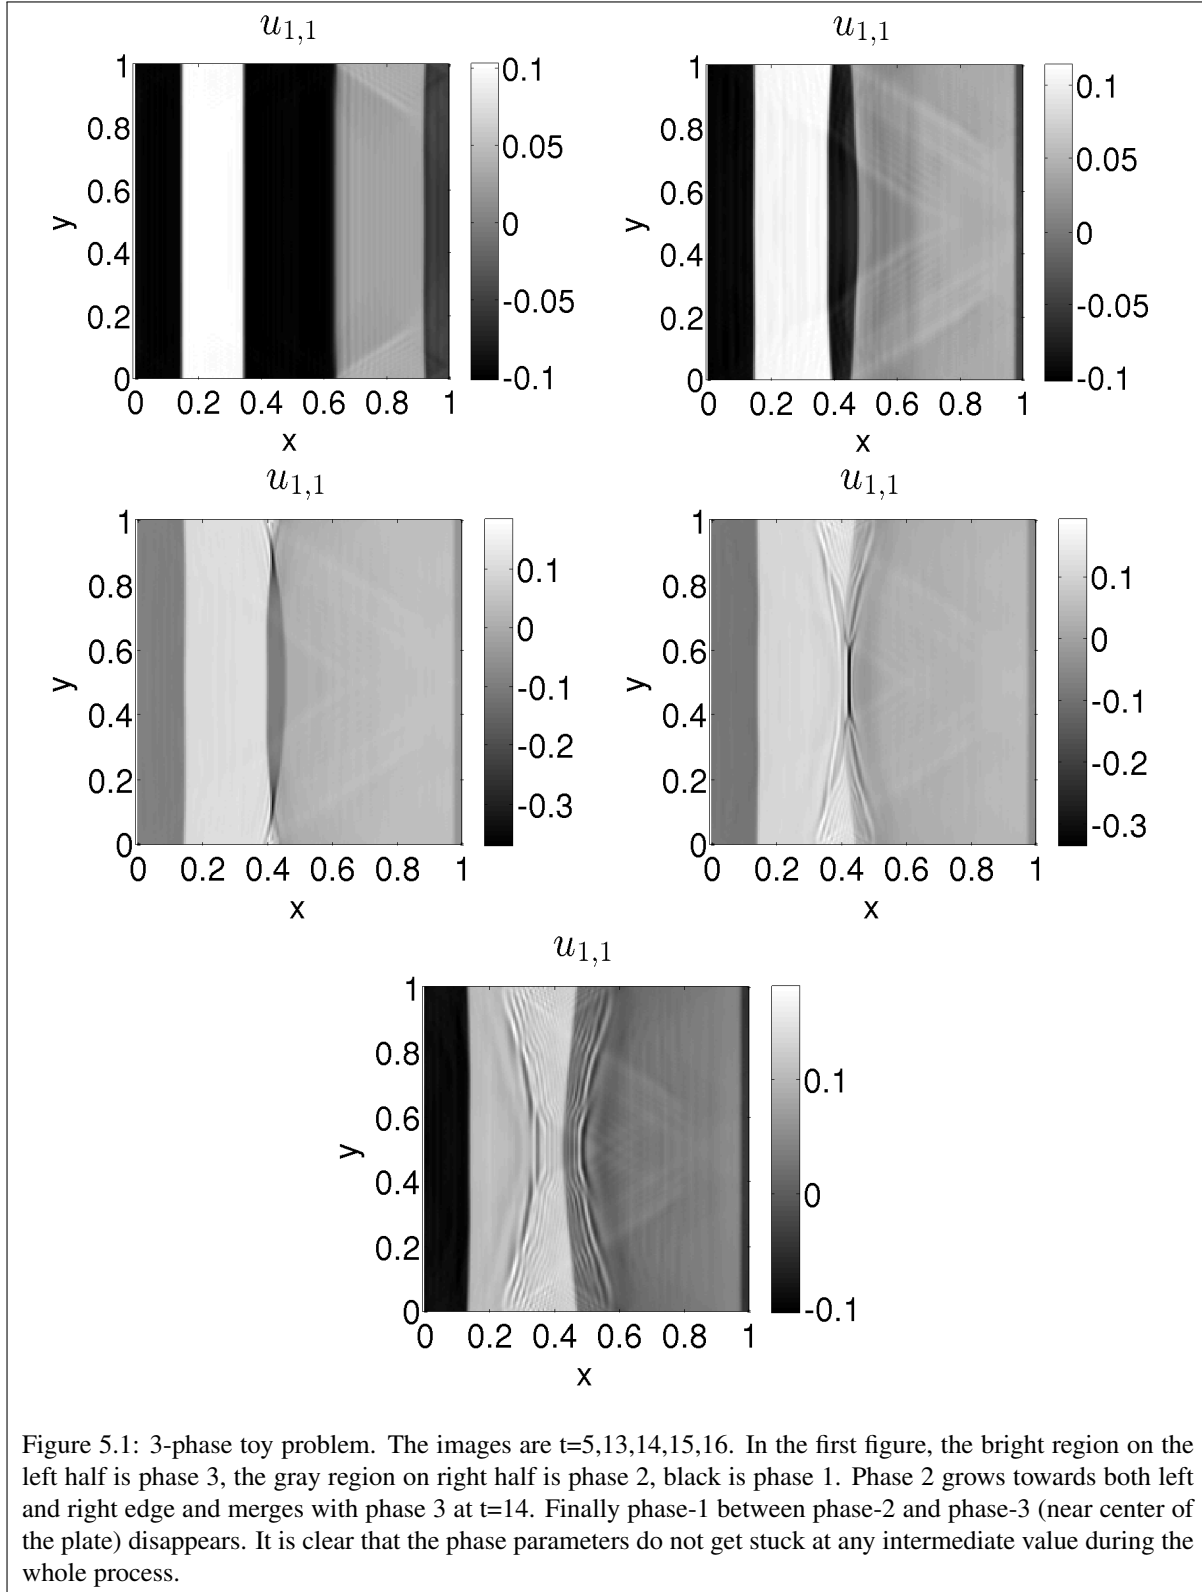 u1,1
1
0.8
0.6
0.4
0.2
0
0 0.2 0.4 0.6 0.8 1
y
x
0.1
0.05
0
-0.05
-0.1
u1,1
1
0.8
0.6
0.4
0.2
0
0 0.2 0.4 0.6 0.8 1
y
x
0.1
0.05
0
-0.05
-0.1
u1,1
1
0.8
0.6
0.4
0.2
0
0 0.2 0.4 0.6 0.8 1
y
x
0.1
0
-0.1
-0.2
-0.3
u1,1
1
0.8
0.6
0.4
0.2
0
0 0.2 0.4 0.6 0.8 1
y
x
0.1
0
-0.1
-0.2
-0.3
u1,1
1
0.8
0.6
0.4
0.2
0
0 0.2 0.4 0.6 0.8 1
y
x
0.1
0
-0.1
Figure 5.1: 3-phase toy problem. The images are t=5,13,14,15,16. In the first figure, the bright region on the
left half is phase 3, the gray region on right half is phase 2, black is phase 1. Phase 2 grows towards both left
and right edge and merges with phase 3 at t=14. Finally phase-1 between phase-2 and phase-3 (near center of
the plate) disappears. It is clear that the phase parameters do not get stuck at any intermediate value during the
whole process.